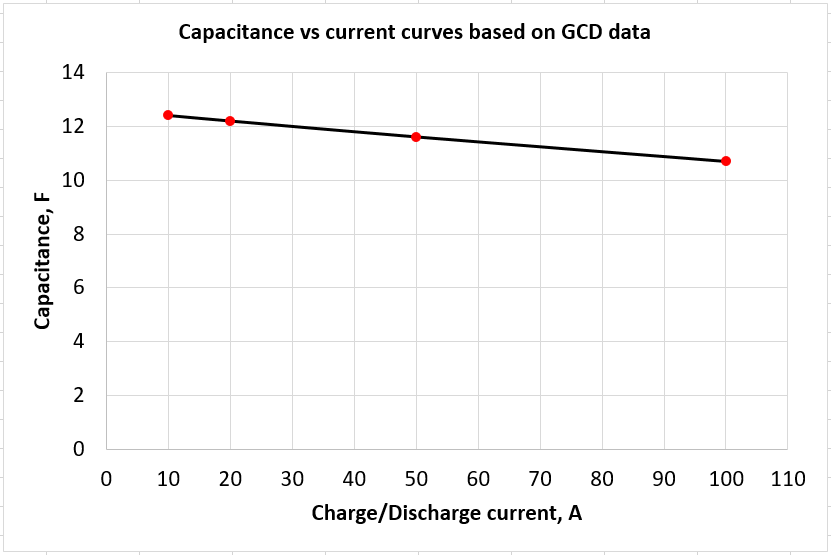 Capacitance vs current curves based on GCD data
14
12
10
8
6
4
2
0
Capacitance, F
0 10 20 30 40 50 60 70 80 90 100 110
Charge/Discharge current, A